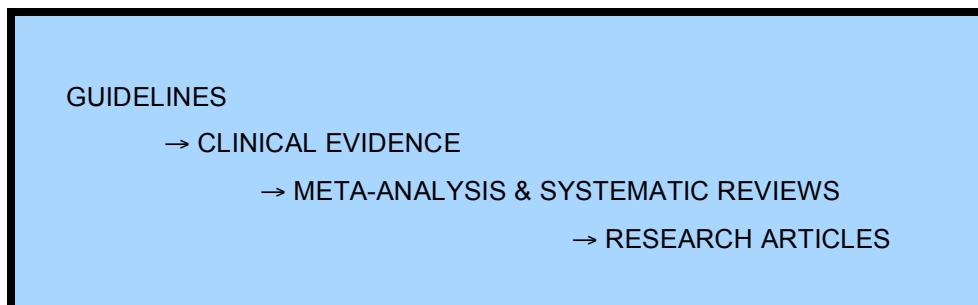 GUIDELINES
→ CLINICAL EVIDENCE
→ META-ANALYSIS & SYSTEMATIC REVIEWS
→ RESEARCH ARTICLES